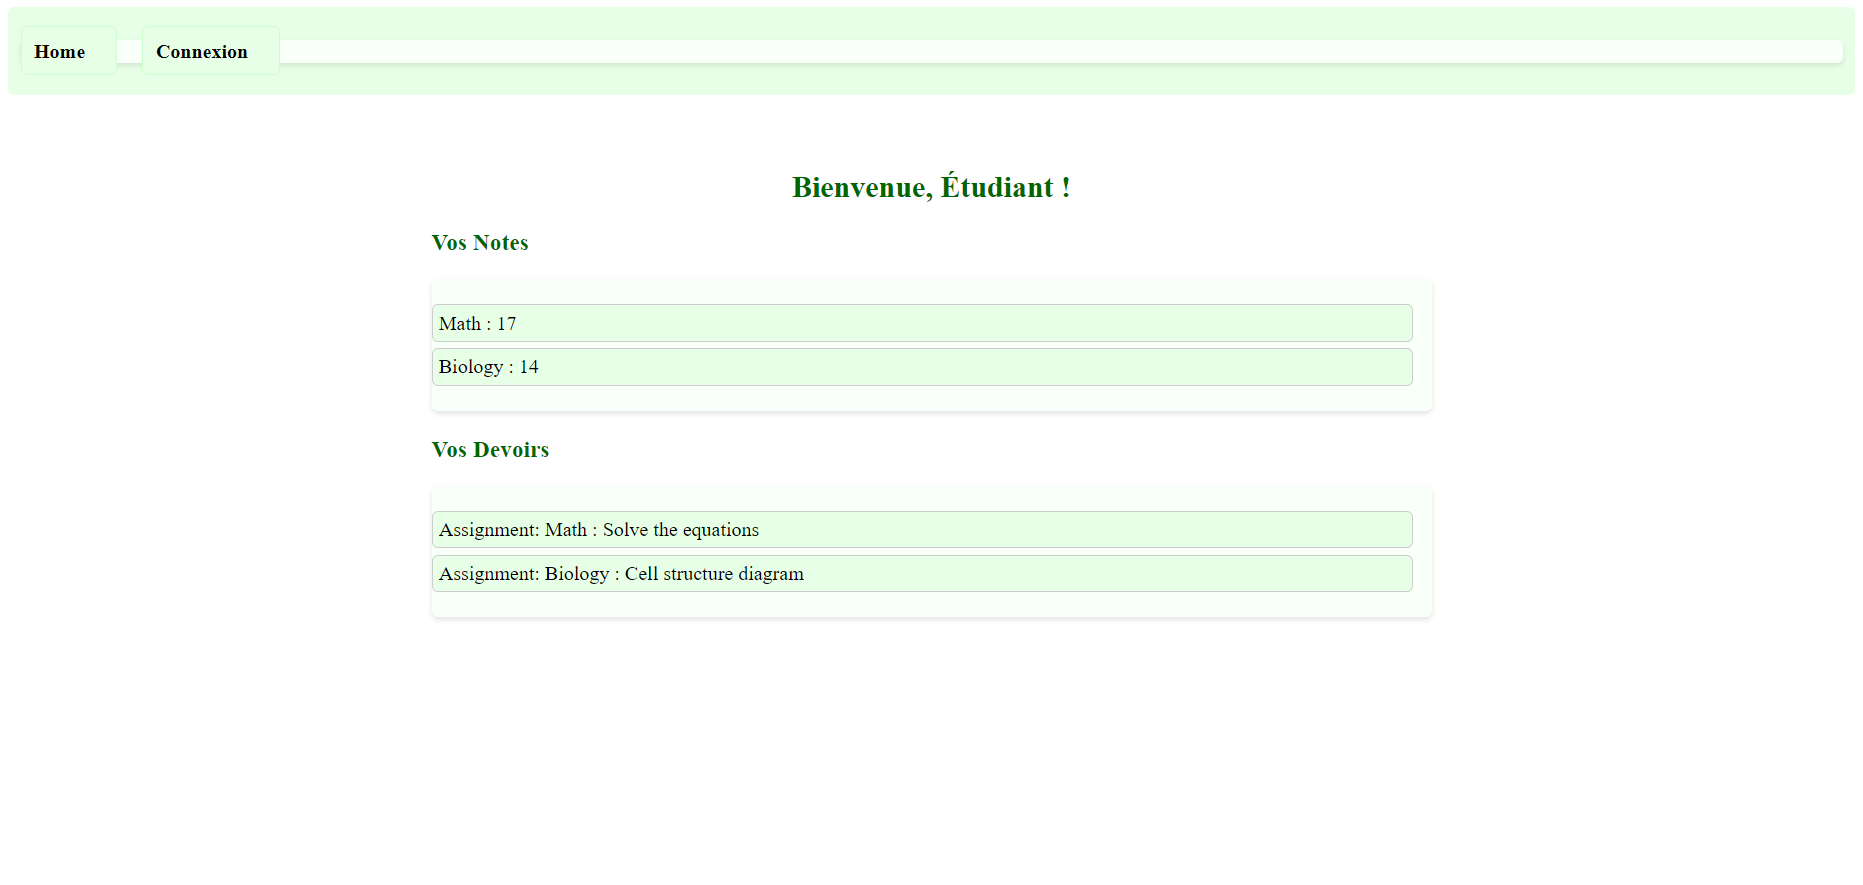 Home Connexion
Bienvenue, Étudiant !
Vos Notes
Math : 17
Biology : 14
Vos Devoirs
Assignment: Math : Solve the equations
Assignment: Biology : Cell structure diagram